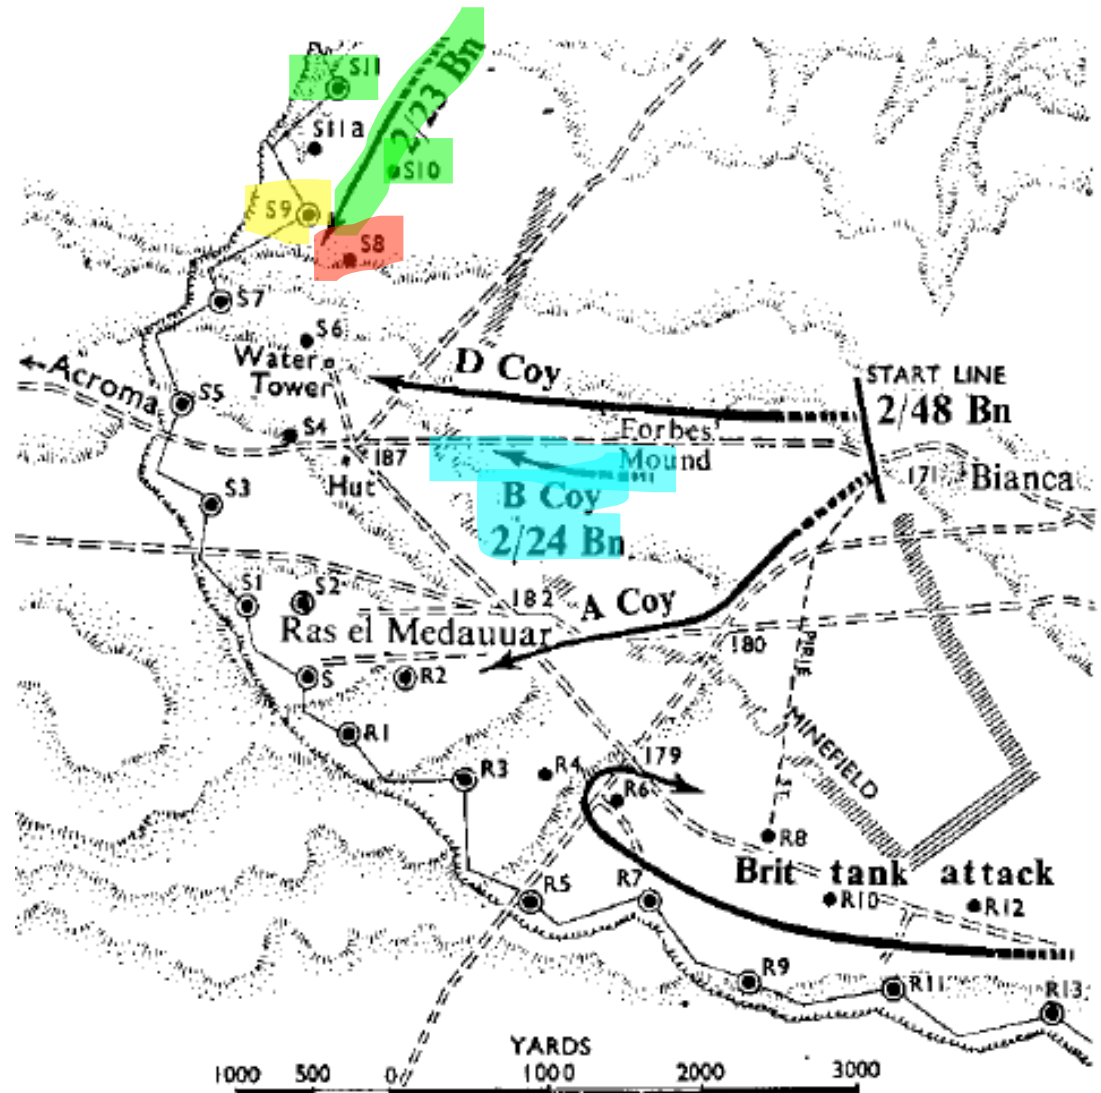 S11
2/23 Bn
S11a
S10
S9
S8
S7
S6
Water
Tower
D Coy
START LINE
2/48 Bn
Acroma
S5
S4
Forbes'
Mound
187
Hut
171
Bianca
S3
B Coy
2/24 Bn
S1
S2
182
A Coy
Ras el Medauuar
180
PIRIE
ST.
S
R2
MINEFIELD
R1
R3
R4
179
R6
R8
Brit tank attack
R5
R7
R10
R12
R9
R11
R13
YARDS
1000 500 0 1000 2000 3000